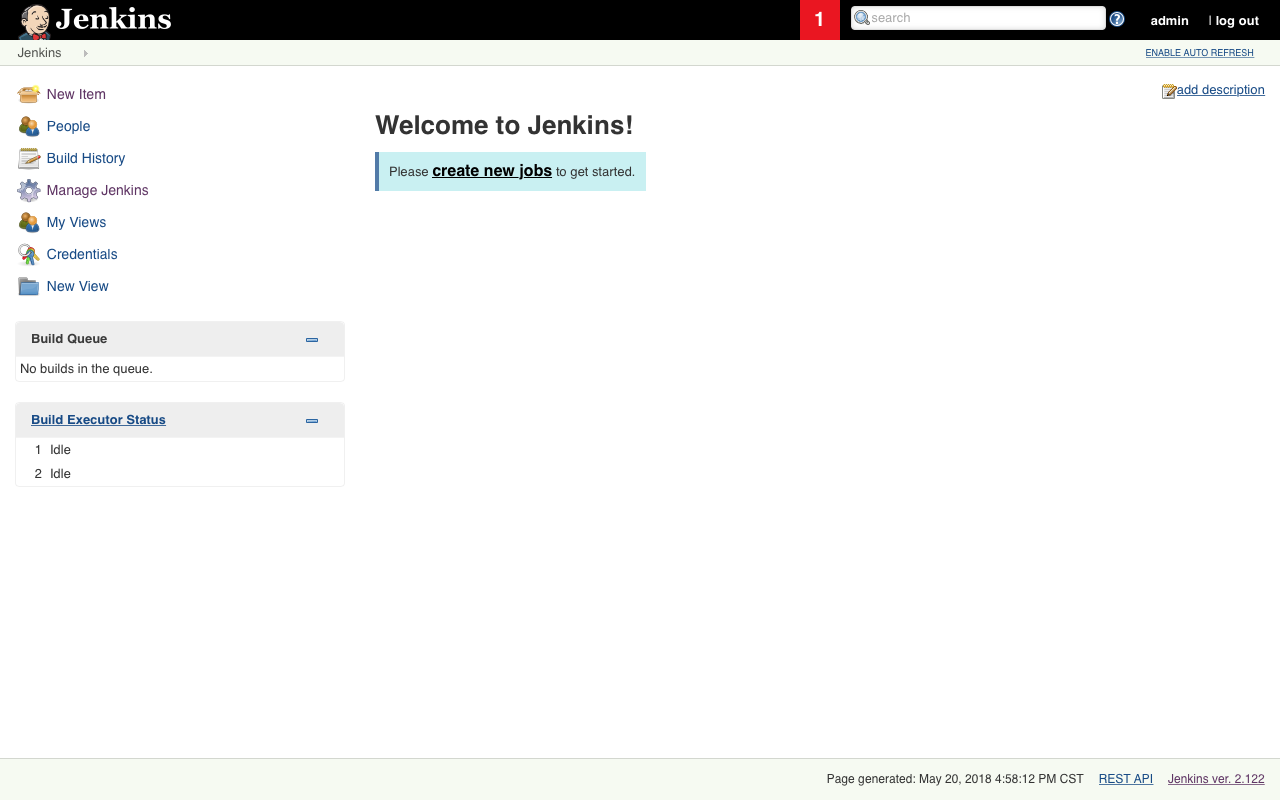 Jenkins
1
search
admin
| log out
Jenkins
ENABLE AUTO REFRESH
New Item
People
Build History
Manage Jenkins
My Views
Credentials
New View
Build Queue
No builds in the queue.
Build Executor Status
1 Idle
2 Idle
add description
Welcome to Jenkins!
Please create new jobs to get started.
Page generated: May 20, 2018 4:58:12 PM CST REST API Jenkins ver. 2.122